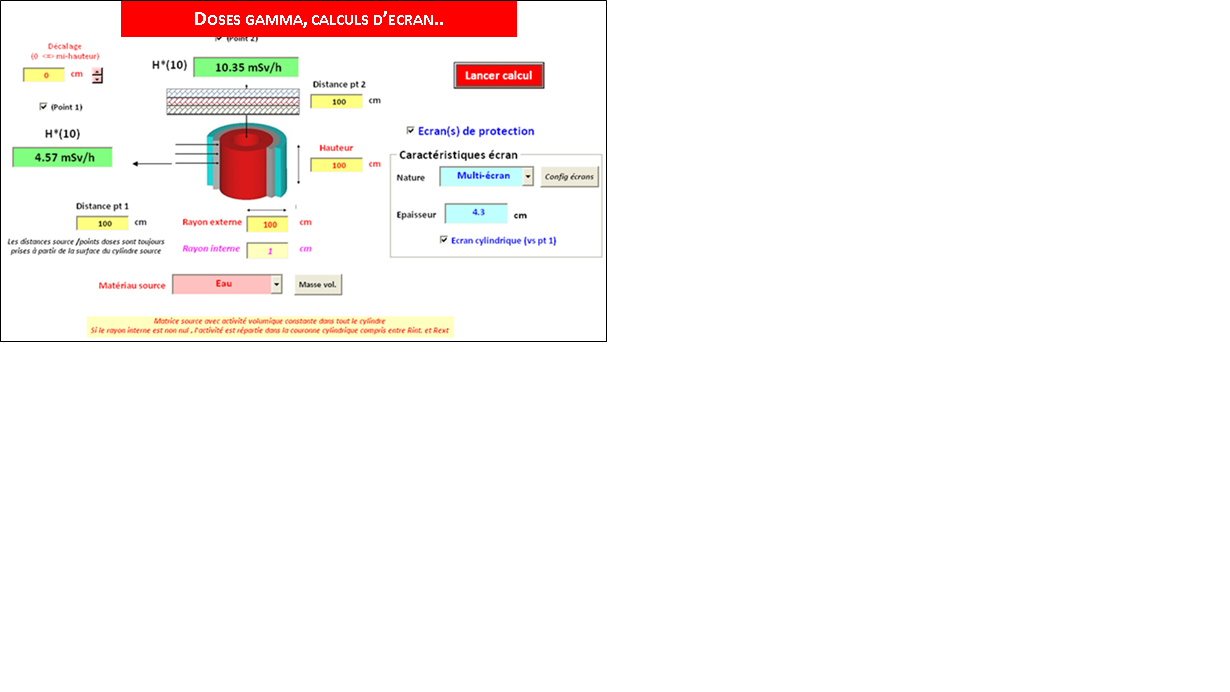 DOSES GAMMA, CALCULS D'ECRAN..
(Point 2)
Décalage
(0 <=> mi-hauteur)
0 cm
H*(10) 10.35 mSv/h
Lancer calcul
Distance pt 2
100 cm
(Point 1)
H*(10)
4.57 mSv/h
Ecran(s) de protection
Hauteur
100 cm
Caractéristiques écran
Nature Multi-écran Config écrans
Epaisseur 4.3 cm
Ecran cylindrique (vs pt 1)
Distance pt 1
100 cm
Rayon externe 100 cm
Les distances source /points doses sont toujours
prises à partir de la surface du cylindre source
Rayon interne 1 cm
Matériau source Eau Masse vol.
Matrice source avec activité volumique constante dans tout le cylindre
Si le rayon interne est non nul , l'activité est répartie dans la couronne cylindrique compris entre Rint. et Rext